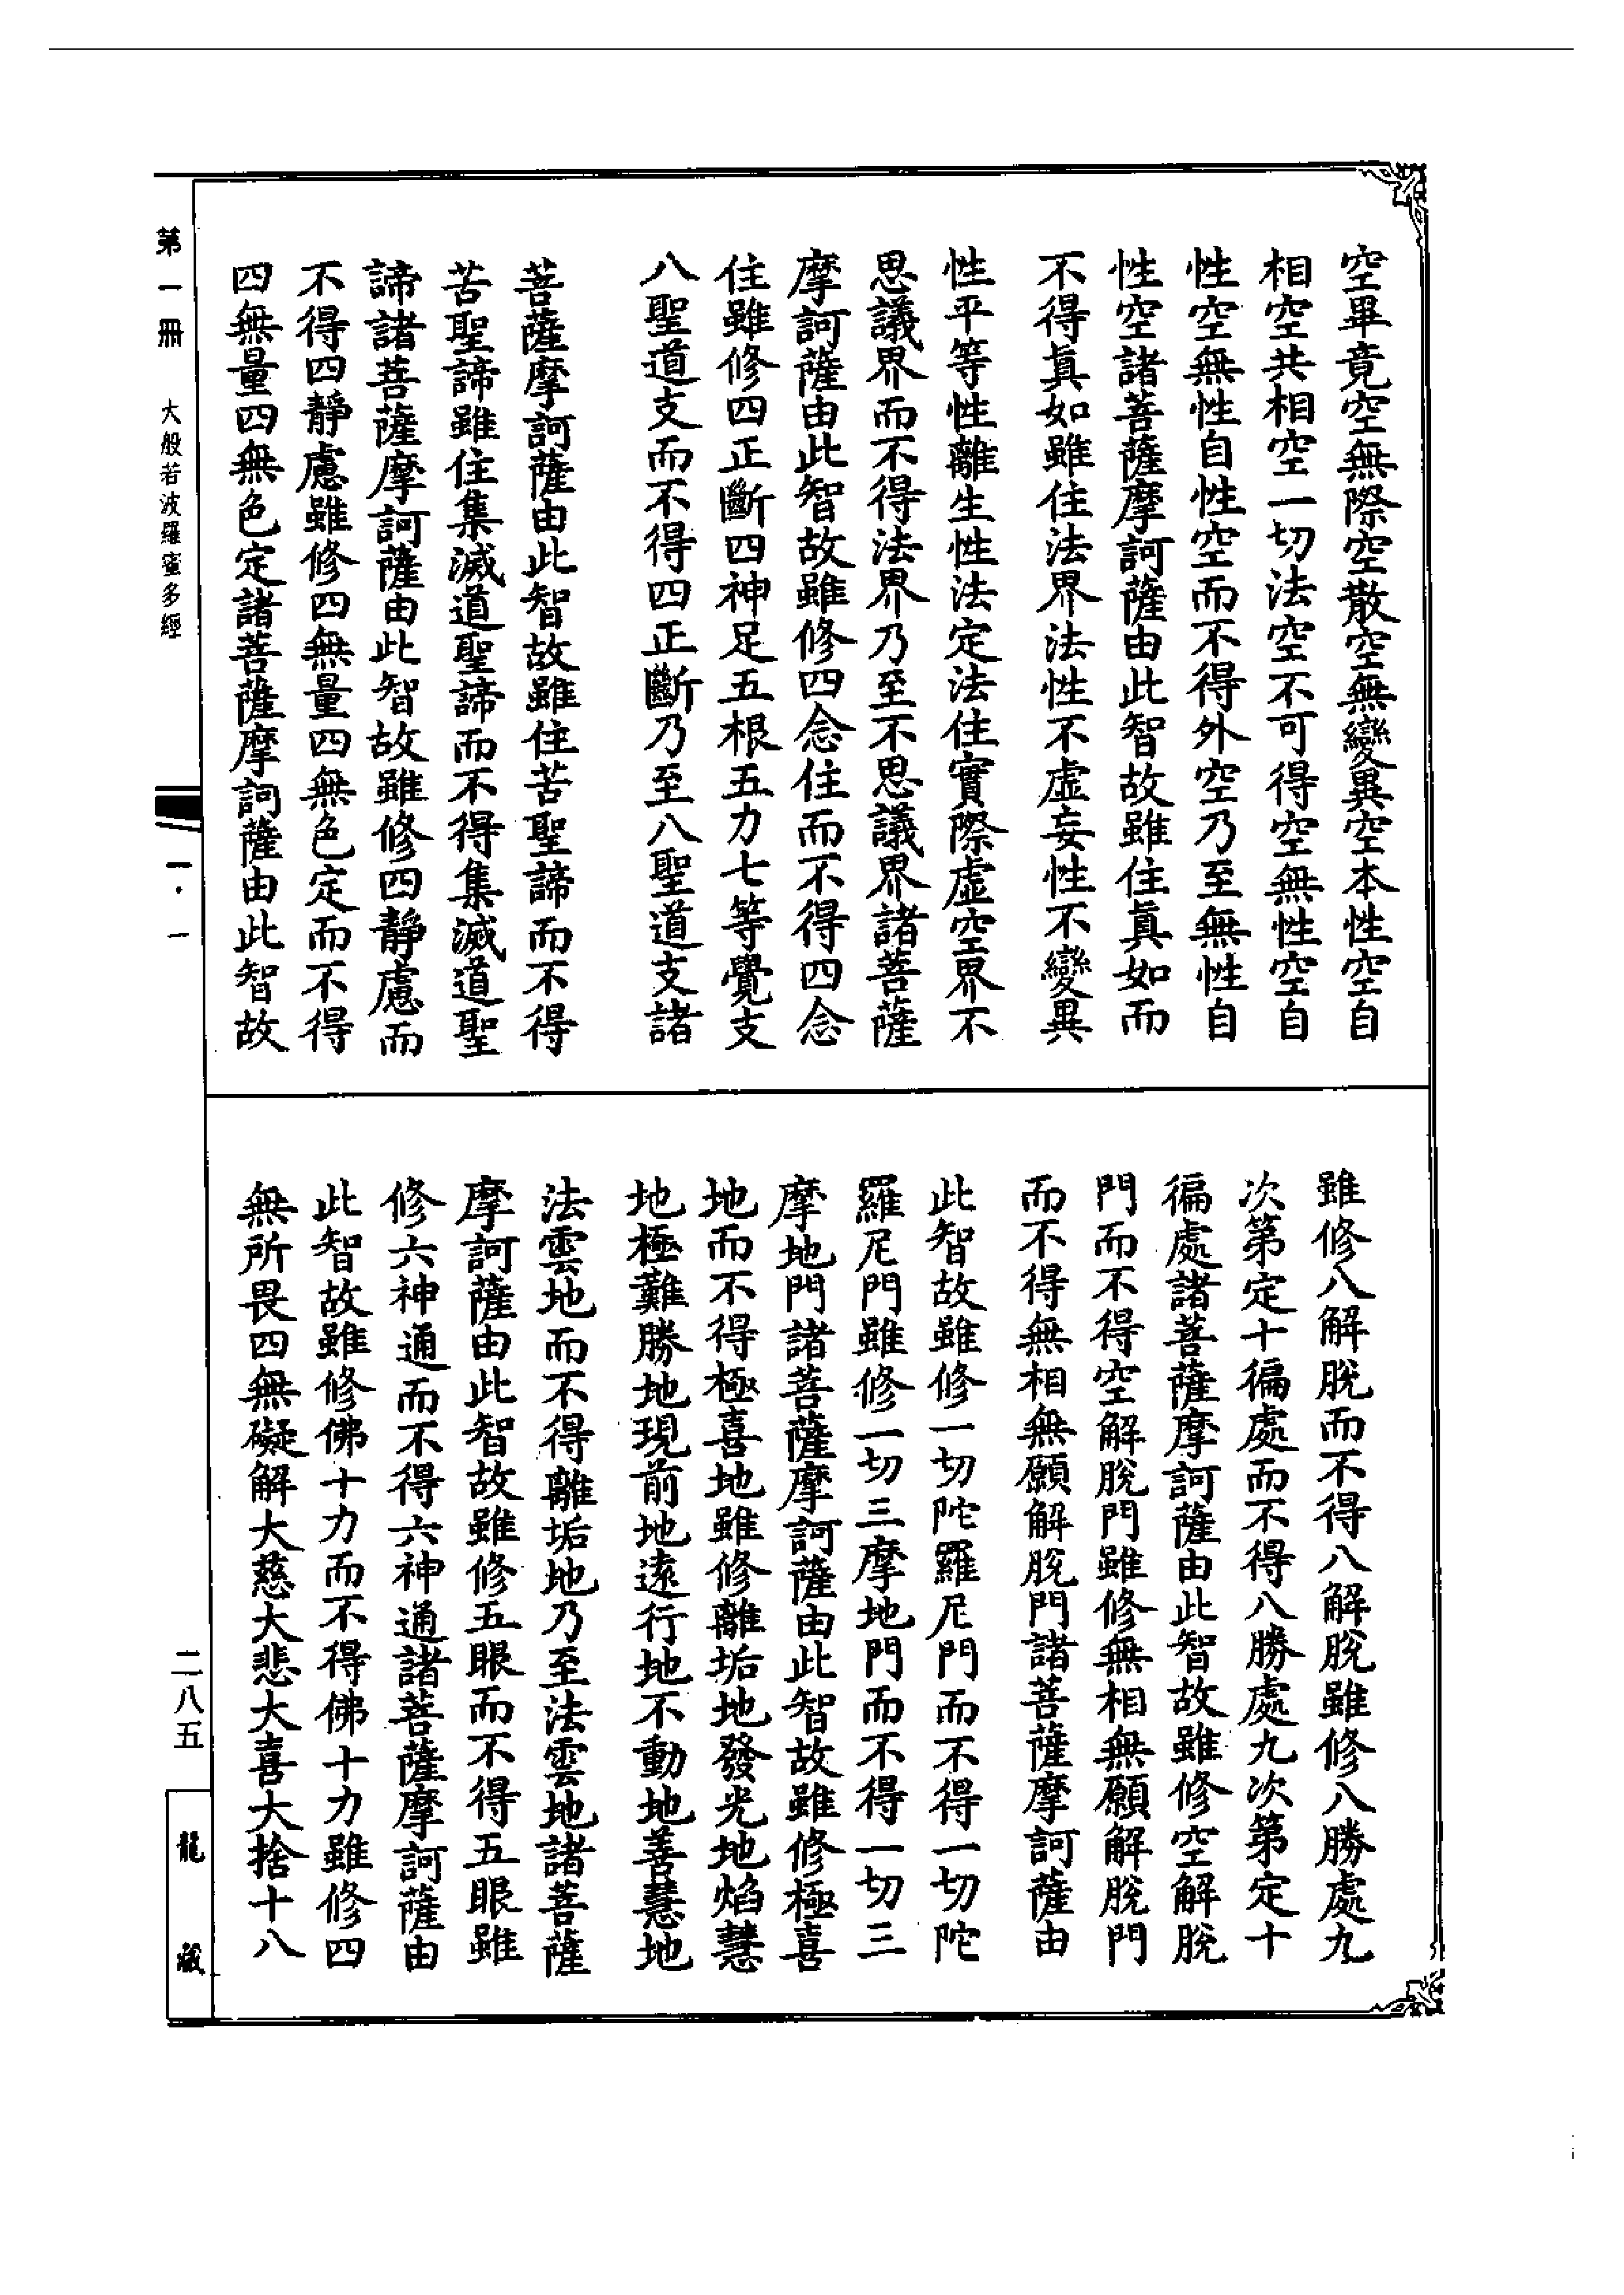 空畢竟空無際空散空無變異空本性空自
相空共相空一切法空不可得空無性空自
性空無性自性空而不得外空乃至無性自
性空諸菩薩摩訶薩由此智故雖住真如而
不得真如雖住法界法性不虛妄性不變異
性平等性離生性法定法住實際虛空界不
思議界而不得法界乃至不思議界諸菩薩
摩訶薩由此智故雖修四念住而不得四念
住雖修四正斷四神足五根五力七等覺支
八聖道支而不得四正斷乃至八聖道支諸
菩薩摩訶薩由此智故雖住苦聖諦而不得
苦聖諦雖住集滅道聖諦而不得集滅道聖
諦諸菩薩摩訶薩由此智故雖修四靜慮而
不得四靜慮雖修四無量四無色定而不得
四無量四無色定諸菩薩摩訶薩由此智故
雖修八解脫而不得八解脫雖修八勝處九
次第定十徧處而不得八勝處九次第定十
徧處諸菩薩摩訶薩由此智故雖修空解脫
門而不得空解脫門雖修無相無願解脫門
而不得無相無願解脫門諸菩薩摩訶薩由
此智故雖修一切陀羅尼門而不得一切陀
羅尼門雖修一切三摩地門而不得一切三
摩地門諸菩薩摩訶薩由此智故雖修極喜
地而不得極喜地雖修離垢地發光地焰慧
地極難勝地現前地遠行地不動地善慧地
法雲地而不得離垢地乃至法雲地諸菩薩
摩訶薩由此智故雖修五眼而不得五眼雖
修六神通而不得六神通諸菩薩摩訶薩由
此智故雖修佛十力而不得佛十力雖修四
無所畏四無礙解大慈大悲大喜大捨十八
第一冊 大般若波羅蜜多經
一·一
二八五
龍藏